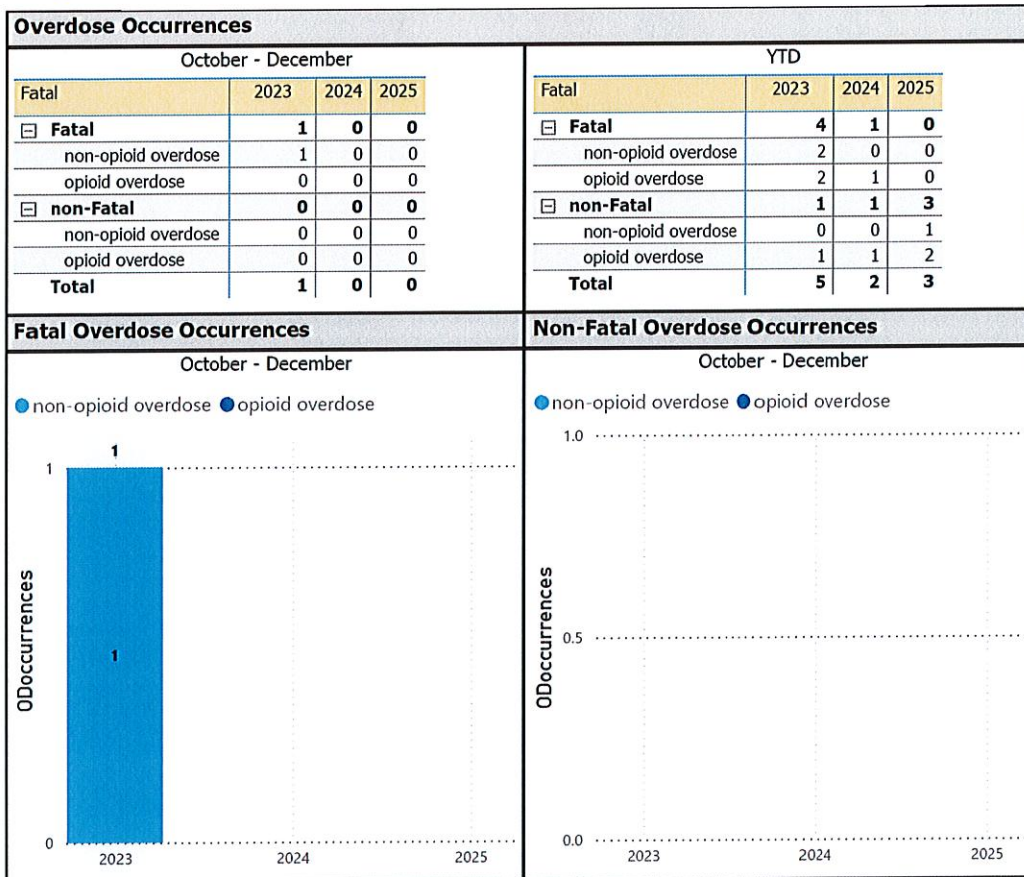 Overdose Occurrences
October - December
Fatal 2023 2024 2025
Fatal 1 0 0
non-opioid overdose 1 0 0
opioid overdose 0 0 0
non-Fatal 0 0 0
non-opioid overdose 0 0 0
opioid overdose 0 0 0
Total 1 0 0
YTD
Fatal 2023 2024 2025
Fatal 4 1 0
non-opioid overdose 2 0 0
opioid overdose 2 1 0
non-Fatal 1 1 3
non-opioid overdose 0 0 1
opioid overdose 1 1 2
Total 5 2 3
Fatal Overdose Occurrences
October - December
non-opioid overdose opioid overdose
1
1
1
0
ODoccurrences
2023 2024 2025
Non-Fatal Overdose Occurrences
October - December
non-opioid overdose opioid overdose
1.0
0.5
0.0
ODoccurrences
2023 2024 2025